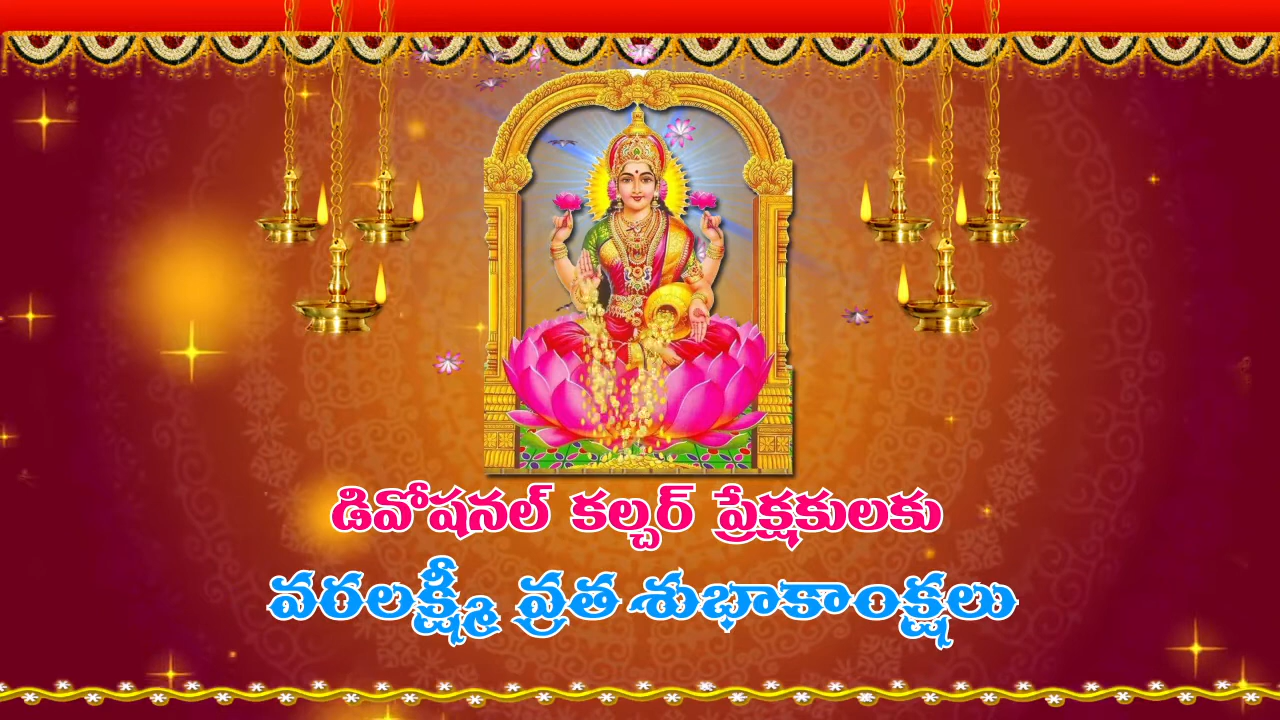 డివోషనల్ కల్చర్ ప్రేక్షకులకు
వరలక్ష్మీ వ్రత శుభాకాంక్షలు